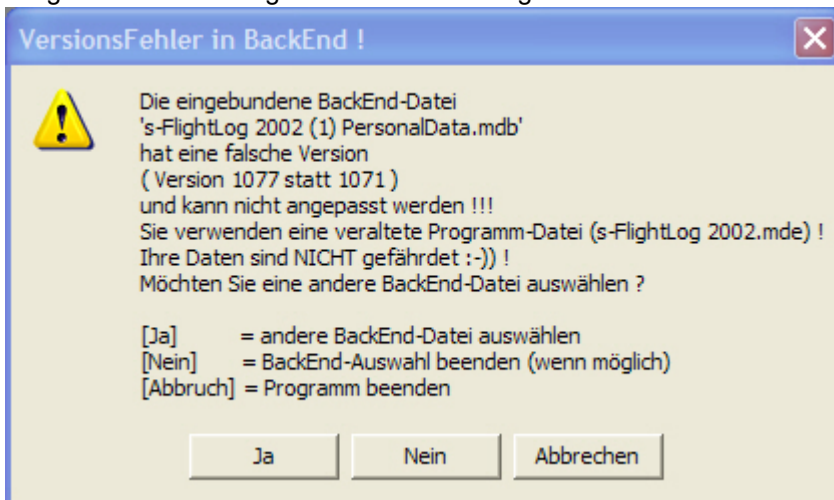 VersionsFehler in BackEnd !
Die eingebundene BackEnd-Datei
's-FlightLog 2002 (1) PersonalData.mdb'
hat eine falsche Version
( Version 1077 statt 1071 )
und kann nicht angepasst werden !!!
Sie verwenden eine veraltete Programm-Datei (s-FlightLog 2002.mde) !
Ihre Daten sind NICHT gefährdet :-)) !
Möchten Sie eine andere BackEnd-Datei auswählen ?
[Ja] = andere BackEnd-Datei auswählen
[Nein] = BackEnd-Auswahl beenden (wenn möglich)
[Abbruch] = Programm beenden
Ja Nein Abbrechen